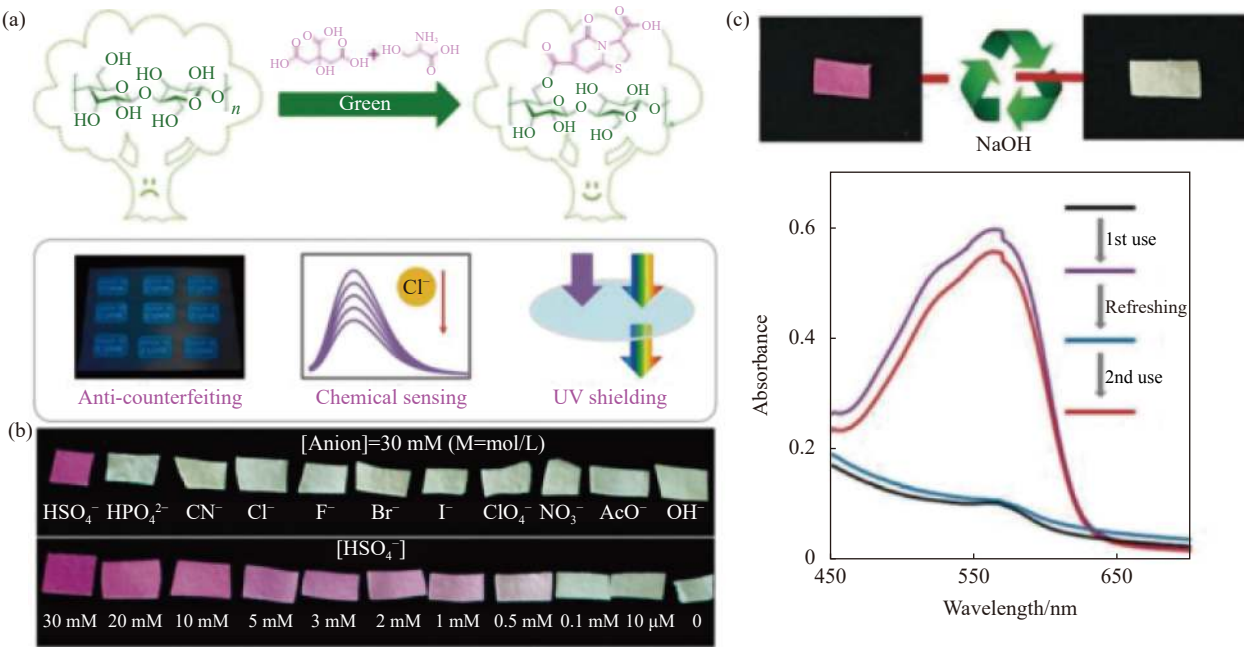 (a)
OH
HO
O
OH
O
HO
OH
HO
O
O
n
O
OH
O
HO
O
OH
OH
+
NH₂
HO
OH
O
Green
O
OH
O
N
O
S
O
HO
O
OH
O
HO
OH
HO
O
O
Cl⁻
Anti-counterfeiting
Chemical sensing
UV shielding
(b)
[Anion]=30 mM (M=mol/L)
HSO₄⁻ HPO₄²⁻ CN⁻ Cl⁻ F⁻ Br⁻ I⁻ ClO₄⁻ NO₃⁻ AcO⁻ OH⁻
[HSO₄⁻]
30 mM 20 mM 10 mM 5 mM 3 mM 2 mM 1 mM 0.5 mM 0.1 mM 10 μM 0
(c)
NaOH
0.6
0.4
0.2
0
Absorbance
450 550 650
Wavelength/nm
1st use
Refreshing
2nd use